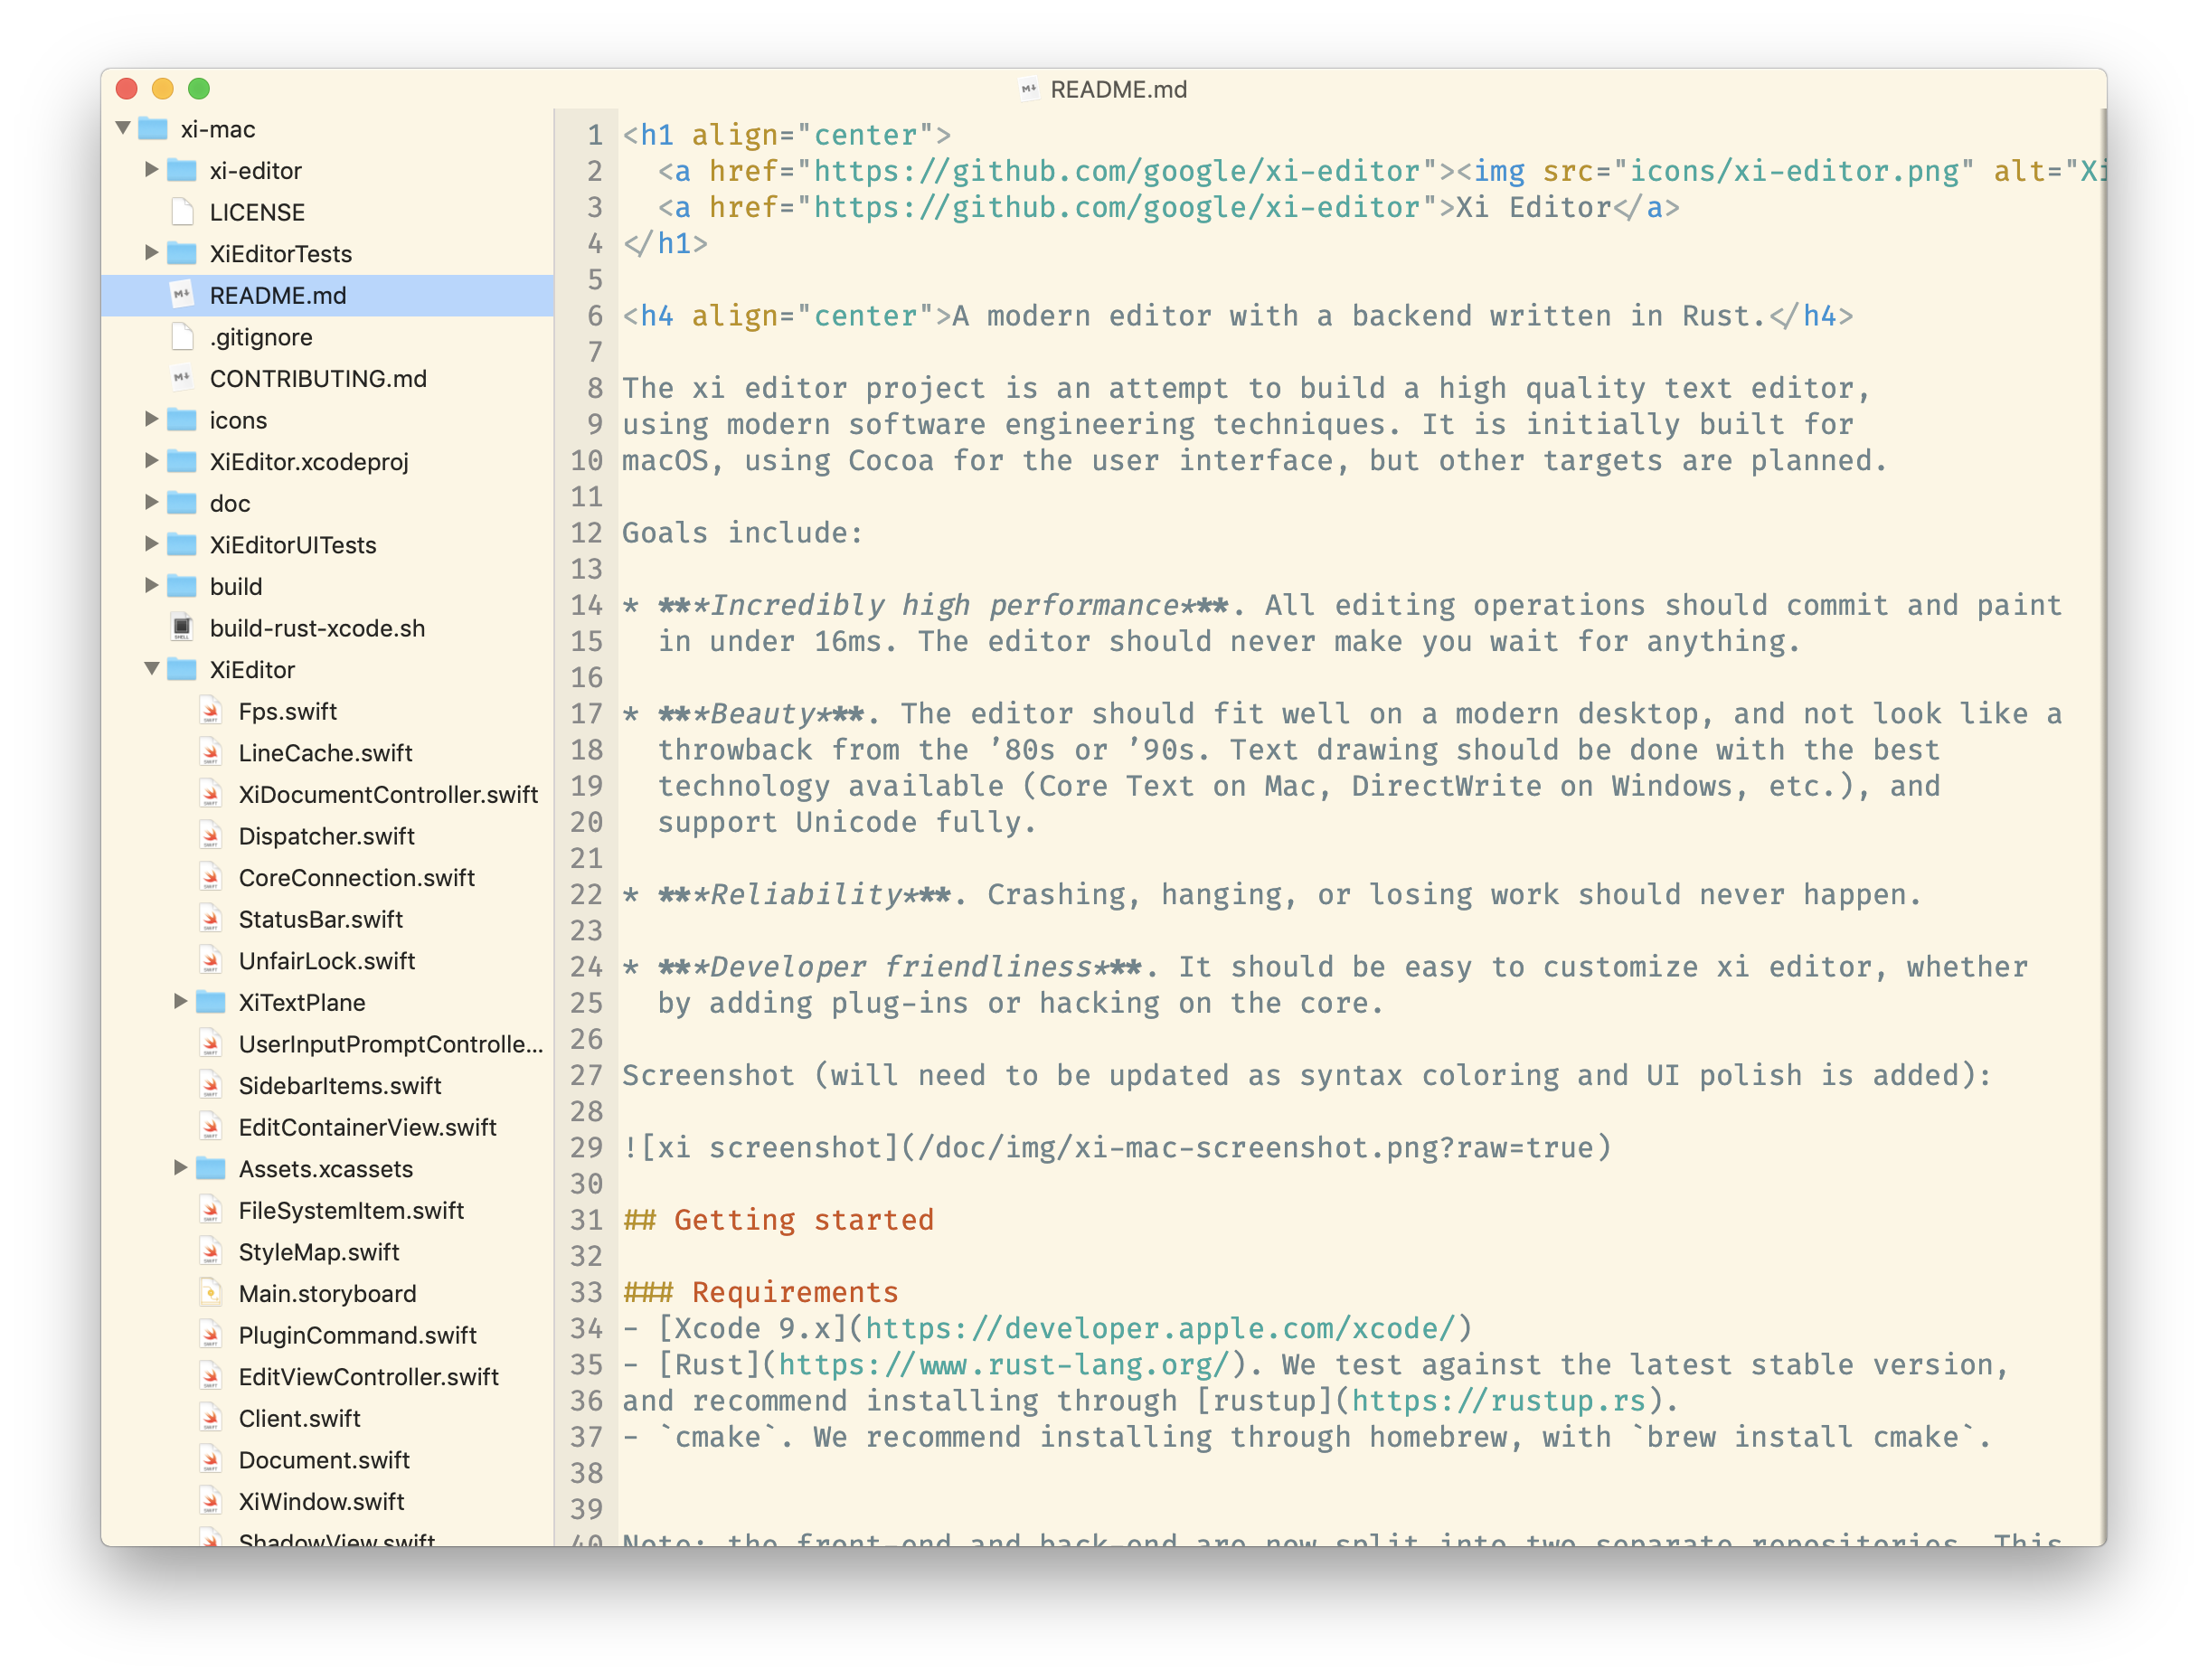 README.md
xi-mac
xi-editor
LICENSE
XiEditorTests
README.md
.gitignore
CONTRIBUTING.md
icons
XiEditor.xcodeproj
doc
XiEditorUITests
build
build-rust-xcode.sh
XiEditor
Fps.swift
LineCache.swift
XiDocumentController.swift
Dispatcher.swift
CoreConnection.swift
StatusBar.swift
UnfairLock.swift
XiTextPlane
UserInputPromptControlle...
SidebarItems.swift
EditContainerView.swift
Assets.xcassets
FileSystemItem.swift
StyleMap.swift
Main.storyboard
PluginCommand.swift
EditViewController.swift
Client.swift
Document.swift
XiWindow.swift
ShadowView.swift
1 <h1 align="center">
2   <a href="https://github.com/google/xi-editor"><img src="icons/xi-editor.png" alt="Xi
3   <a href="https://github.com/google/xi-editor">Xi Editor</a>
4 </h1>
5
6 <h4 align="center">A modern editor with a backend written in Rust.</h4>
7
8 The xi editor project is an attempt to build a high quality text editor,
9 using modern software engineering techniques. It is initially built for
10 macOS, using Cocoa for the user interface, but other targets are planned.
11
12 Goals include:
13
14 * ***Incredibly high performance***. All editing operations should commit and paint
15   in under 16ms. The editor should never make you wait for anything.
16
17 * ***Beauty***. The editor should fit well on a modern desktop, and not look like a
18   throwback from the ’80s or ’90s. Text drawing should be done with the best
19   technology available (Core Text on Mac, DirectWrite on Windows, etc.), and
20   support Unicode fully.
21
22 * ***Reliability***. Crashing, hanging, or losing work should never happen.
23
24 * ***Developer friendliness***. It should be easy to customize xi editor, whether
25   by adding plug-ins or hacking on the core.
26
27 Screenshot (will need to be updated as syntax coloring and UI polish is added):
28
29 ![xi screenshot](/doc/img/xi-mac-screenshot.png?raw=true)
30
31 ## Getting started
32
33 ### Requirements
34 - [Xcode 9.x](https://developer.apple.com/xcode/)
35 - [Rust](https://www.rust-lang.org/). We test against the latest stable version,
36 and recommend installing through [rustup](https://rustup.rs).
37 - `cmake`. We recommend installing through homebrew, with `brew install cmake`.
38
39
40 Note: the front-end and back-end are now split into two separate repositories. This